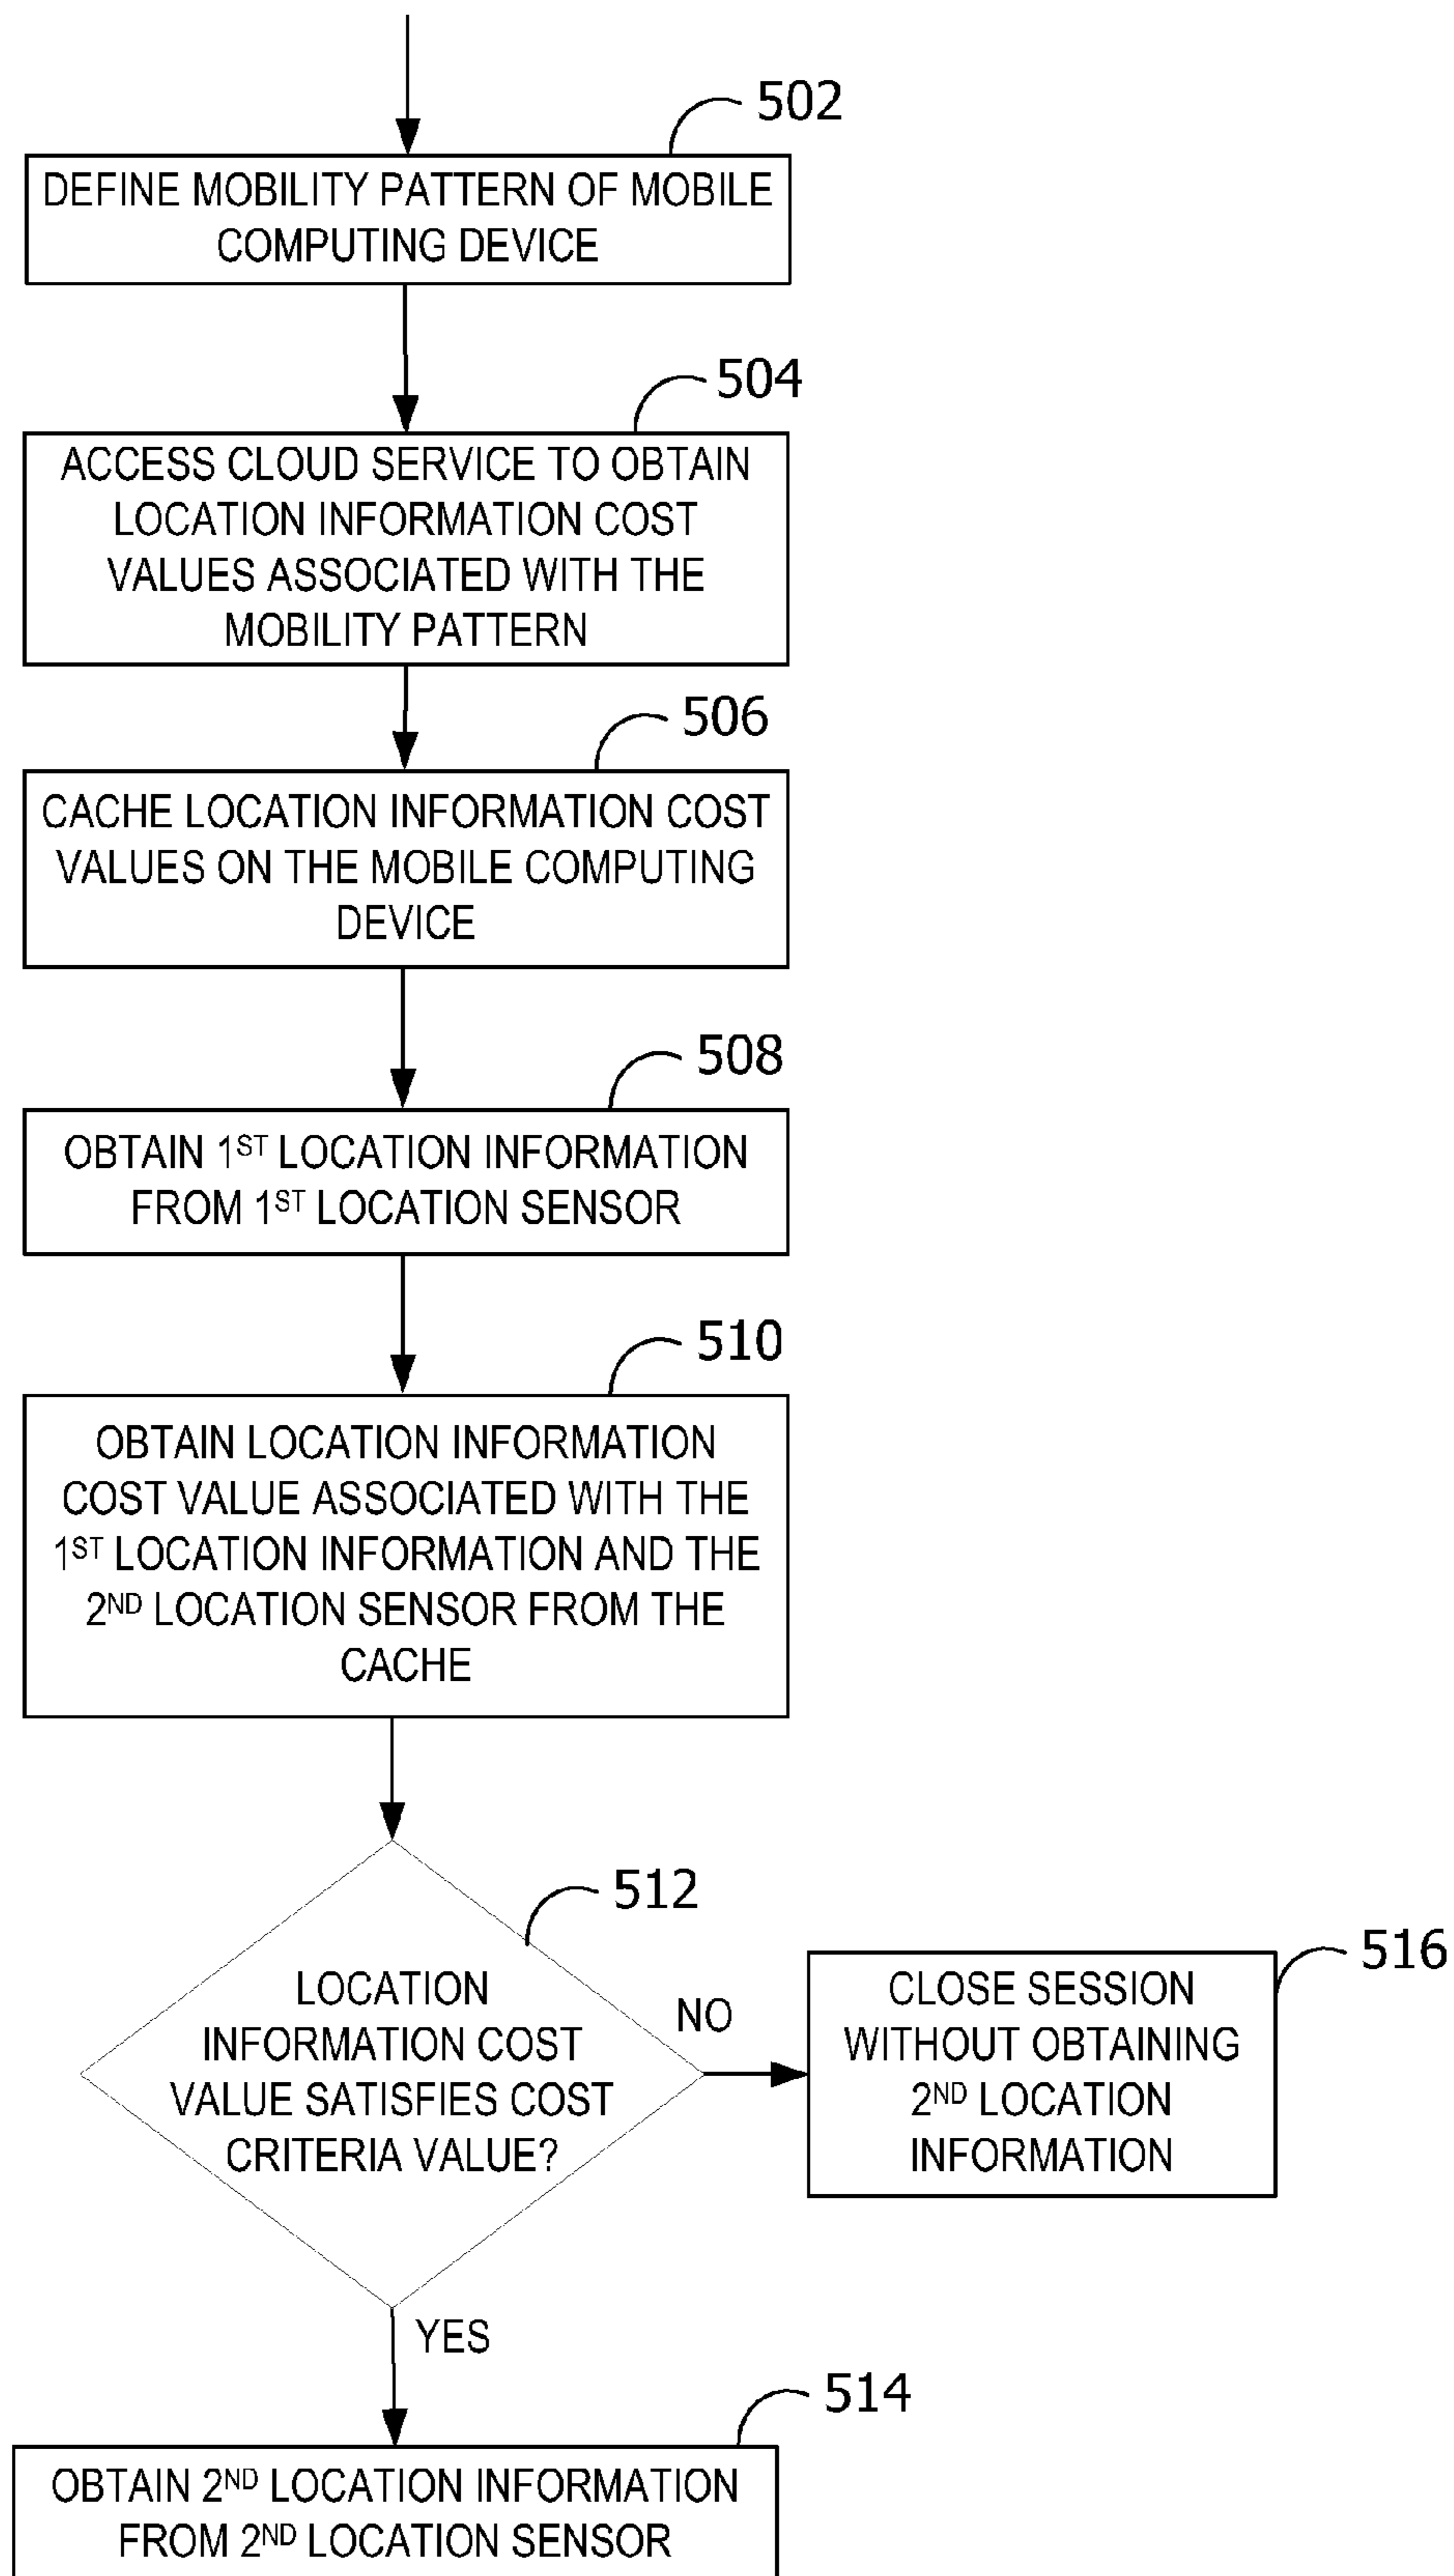 502
DEFINE MOBILITY PATTERN OF MOBILE
COMPUTING DEVICE
504
ACCESS CLOUD SERVICE TO OBTAIN
LOCATION INFORMATION COST
VALUES ASSOCIATED WITH THE
MOBILITY PATTERN
506
CACHE LOCATION INFORMATION COST
VALUES ON THE MOBILE COMPUTING
DEVICE
508
OBTAIN 1ST LOCATION INFORMATION
FROM 1ST LOCATION SENSOR
510
OBTAIN LOCATION INFORMATION
COST VALUE ASSOCIATED WITH THE
1ST LOCATION INFORMATION AND THE
2ND LOCATION SENSOR FROM THE
CACHE
512
LOCATION
INFORMATION COST
VALUE SATISFIES COST
CRITERIA VALUE?
NO
516
CLOSE SESSION
WITHOUT OBTAINING
2ND LOCATION
INFORMATION
YES
514
OBTAIN 2ND LOCATION INFORMATION
FROM 2ND LOCATION SENSOR